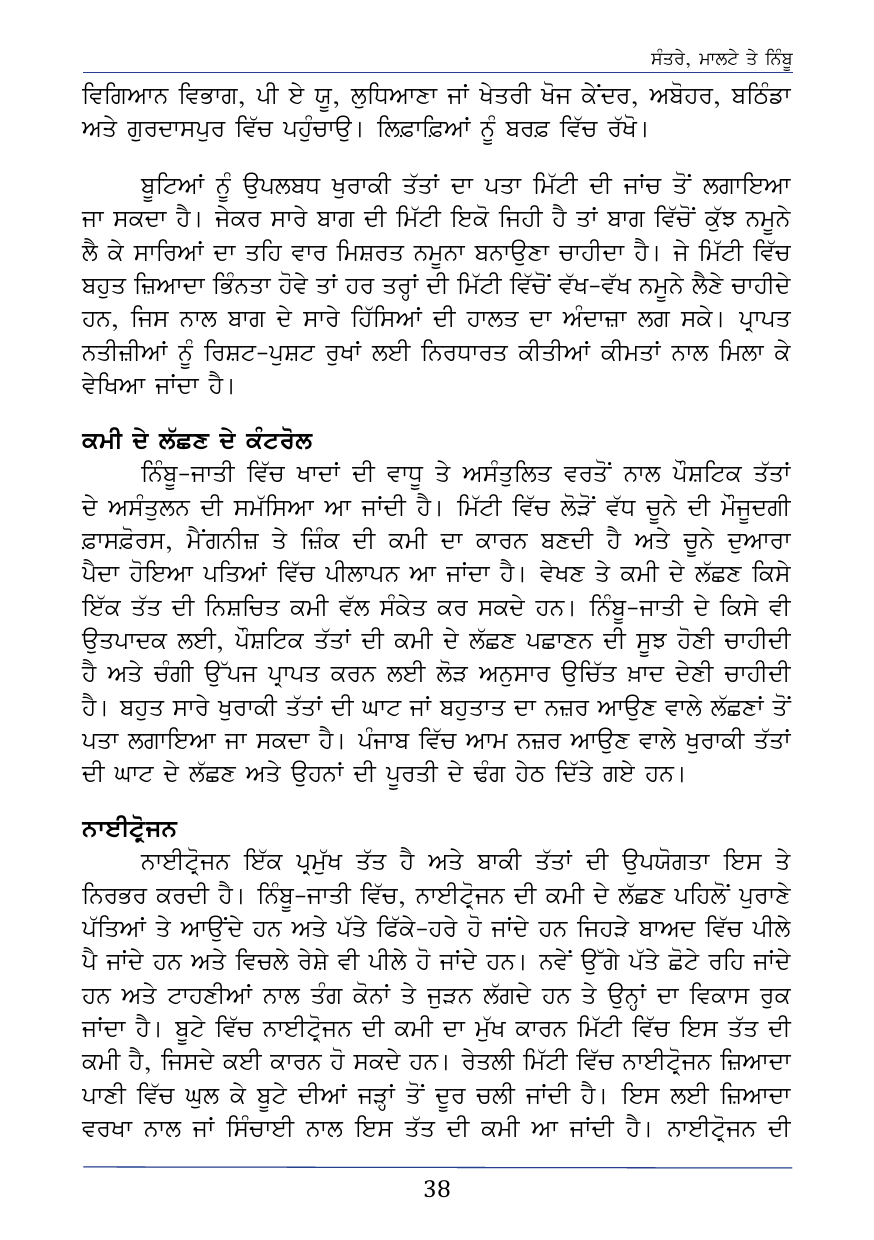 ਸੰਤਰੇ, ਮਾਲਟੇ ਤੇ ਨਿੰਬੂ
ਵਿਗਿਆਨ ਵਿਭਾਗ, ਪੀ ਏ ਯੂ, ਲੁਧਿਆਣਾ ਜਾਂ ਖੇਤਰੀ ਖੋਜ ਕੇਂਦਰ, ਅਬੋਹਰ, ਬਠਿੰਡਾ
ਅਤੇ ਗੁਰਦਾਸਪੁਰ ਵਿੱਚ ਪਹੁੰਚਾਉ। ਲਿਫ਼ਾਫ਼ਿਆਂ ਨੂੰ ਬਰਫ਼ ਵਿੱਚ ਰੱਖੋ।
ਬੂਟਿਆਂ ਨੂੰ ਉਪਲਬਧ ਖੁਰਾਕੀ ਤੱਤਾਂ ਦਾ ਪਤਾ ਮਿੱਟੀ ਦੀ ਜਾਂਚ ਤੋਂ ਲਗਾਇਆ
ਜਾ ਸਕਦਾ ਹੈ। ਜੇਕਰ ਸਾਰੇ ਬਾਗ ਦੀ ਮਿੱਟੀ ਇਕੋ ਜਿਹੀ ਹੈ ਤਾਂ ਬਾਗ ਵਿੱਚੋਂ ਕੁੱਝ ਨਮੂਨੇ
ਲੈ ਕੇ ਸਾਰਿਆਂ ਦਾ ਤਹਿ ਵਾਰ ਮਿਸ਼ਰਤ ਨਮੂਨਾ ਬਨਾਉਣਾ ਚਾਹੀਦਾ ਹੈ। ਜੇ ਮਿੱਟੀ ਵਿੱਚ
ਬਹੁਤ ਜ਼ਿਆਦਾ ਭਿੰਨਤਾ ਹੋਵੇ ਤਾਂ ਹਰ ਤਰ੍ਹਾਂ ਦੀ ਮਿੱਟੀ ਵਿੱਚੋਂ ਵੱਖ-ਵੱਖ ਨਮੂਨੇ ਲੈਣੇ ਚਾਹੀਦੇ
ਹਨ, ਜਿਸ ਨਾਲ ਬਾਗ ਦੇ ਸਾਰੇ ਹਿੱਸਿਆਂ ਦੀ ਹਾਲਤ ਦਾ ਅੰਦਾਜ਼ਾ ਲਗ ਸਕੇ। ਪ੍ਰਾਪਤ
ਨਤੀਜ਼ੀਆਂ ਨੂੰ ਰਿਸ਼ਟ-ਪੁਸ਼ਟ ਰੁਖਾਂ ਲਈ ਨਿਰਧਾਰਤ ਕੀਤੀਆਂ ਕੀਮਤਾਂ ਨਾਲ ਮਿਲਾ ਕੇ
ਵੇਖਿਆ ਜਾਂਦਾ ਹੈ।
ਕਮੀ ਦੇ ਲੱਛਣ ਦੇ ਕੰਟਰੋਲ
ਨਿੰਬੂ-ਜਾਤੀ ਵਿੱਚ ਖਾਦਾਂ ਦੀ ਵਾਧੂ ਤੇ ਅਸੰਤੁਲਿਤ ਵਰਤੋਂ ਨਾਲ ਪੌਸ਼ਟਿਕ ਤੱਤਾਂ
ਦੇ ਅਸੰਤੁਲਨ ਦੀ ਸਮੱਸਿਆ ਆ ਜਾਂਦੀ ਹੈ। ਮਿੱਟੀ ਵਿੱਚ ਲੋੜੋਂ ਵੱਧ ਚੂਨੇ ਦੀ ਮੌਜੂਦਗੀ
ਫ਼ਾਸਫ਼ੋਰਸ, ਮੈਂਗਨੀਜ਼ ਤੇ ਜ਼ਿੰਕ ਦੀ ਕਮੀ ਦਾ ਕਾਰਨ ਬਣਦੀ ਹੈ ਅਤੇ ਚੂਨੇ ਦੁਆਰਾ
ਪੈਦਾ ਹੋਇਆ ਪਤਿਆਂ ਵਿੱਚ ਪੀਲਾਪਨ ਆ ਜਾਂਦਾ ਹੈ। ਵੇਖਣ ਤੇ ਕਮੀ ਦੇ ਲੱਛਣ ਕਿਸੇ
ਇੱਕ ਤੱਤ ਦੀ ਨਿਸ਼ਚਿਤ ਕਮੀ ਵੱਲ ਸੰਕੇਤ ਕਰ ਸਕਦੇ ਹਨ। ਨਿੰਬੂ-ਜਾਤੀ ਦੇ ਕਿਸੇ ਵੀ
ਉਤਪਾਦਕ ਲਈ, ਪੌਸ਼ਟਿਕ ਤੱਤਾਂ ਦੀ ਕਮੀ ਦੇ ਲੱਛਣ ਪਛਾਣਨ ਦੀ ਸੂਝ ਹੋਣੀ ਚਾਹੀਦੀ
ਹੈ ਅਤੇ ਚੰਗੀ ਉੱਪਜ ਪ੍ਰਾਪਤ ਕਰਨ ਲਈ ਲੋੜ ਅਨੁਸਾਰ ਉਚਿੱਤ ਖ਼ਾਦ ਦੇਣੀ ਚਾਹੀਦੀ
ਹੈ। ਬਹੁਤ ਸਾਰੇ ਖੁਰਾਕੀ ਤੱਤਾਂ ਦੀ ਘਾਟ ਜਾਂ ਬਹੁਤਾਤ ਦਾ ਨਜ਼ਰ ਆਉਣ ਵਾਲੇ ਲੱਛਣਾਂ ਤੋਂ
ਪਤਾ ਲਗਾਇਆ ਜਾ ਸਕਦਾ ਹੈ। ਪੰਜਾਬ ਵਿੱਚ ਆਮ ਨਜ਼ਰ ਆਉਣ ਵਾਲੇ ਖੁਰਾਕੀ ਤੱਤਾਂ
ਦੀ ਘਾਟ ਦੇ ਲੱਛਣ ਅਤੇ ਉਹਨਾਂ ਦੀ ਪੂਰਤੀ ਦੇ ਢੰਗ ਹੇਠ ਦਿੱਤੇ ਗਏ ਹਨ।
ਨਾਈਟ੍ਰੋਜਨ
ਨਾਈਟ੍ਰੋਜਨ ਇੱਕ ਪ੍ਰਮੁੱਖ ਤੱਤ ਹੈ ਅਤੇ ਬਾਕੀ ਤੱਤਾਂ ਦੀ ਉਪਯੋਗਤਾ ਇਸ ਤੇ
ਨਿਰਭਰ ਕਰਦੀ ਹੈ। ਨਿੰਬੂ-ਜਾਤੀ ਵਿੱਚ, ਨਾਈਟ੍ਰੋਜਨ ਦੀ ਕਮੀ ਦੇ ਲੱਛਣ ਪਹਿਲੋਂ ਪੁਰਾਣੇ
ਪੱਤਿਆਂ ਤੇ ਆਉਂਦੇ ਹਨ ਅਤੇ ਪੱਤੇ ਫਿੱਕੇ-ਹਰੇ ਹੋ ਜਾਂਦੇ ਹਨ ਜਿਹੜੇ ਬਾਅਦ ਵਿੱਚ ਪੀਲੇ
ਪੈ ਜਾਂਦੇ ਹਨ ਅਤੇ ਵਿਚਲੇ ਰੇਸ਼ੇ ਵੀ ਪੀਲੇ ਹੋ ਜਾਂਦੇ ਹਨ। ਨਵੇਂ ਉੱਗੇ ਪੱਤੇ ਛੋਟੇ ਰਹਿ ਜਾਂਦੇ
ਹਨ ਅਤੇ ਟਾਹਣੀਆਂ ਨਾਲ ਤੰਗ ਕੋਨਾਂ ਤੇ ਜੁੜਨ ਲੱਗਦੇ ਹਨ ਤੇ ਉਨ੍ਹਾਂ ਦਾ ਵਿਕਾਸ ਰੁਕ
ਜਾਂਦਾ ਹੈ। ਬੂਟੇ ਵਿੱਚ ਨਾਈਟ੍ਰੋਜਨ ਦੀ ਕਮੀ ਦਾ ਮੁੱਖ ਕਾਰਨ ਮਿੱਟੀ ਵਿੱਚ ਇਸ ਤੱਤ ਦੀ
ਕਮੀ ਹੈ, ਜਿਸਦੇ ਕਈ ਕਾਰਨ ਹੋ ਸਕਦੇ ਹਨ। ਰੇਤਲੀ ਮਿੱਟੀ ਵਿੱਚ ਨਾਈਟ੍ਰੋਜਨ ਜ਼ਿਆਦਾ
ਪਾਣੀ ਵਿੱਚ ਘੁਲ ਕੇ ਬੂਟੇ ਦੀਆਂ ਜੜ੍ਹਾਂ ਤੋਂ ਦੂਰ ਚਲੀ ਜਾਂਦੀ ਹੈ। ਇਸ ਲਈ ਜ਼ਿਆਦਾ
ਵਰਖਾ ਨਾਲ ਜਾਂ ਸਿੰਚਾਈ ਨਾਲ ਇਸ ਤੱਤ ਦੀ ਕਮੀ ਆ ਜਾਂਦੀ ਹੈ। ਨਾਈਟ੍ਰੋਜਨ ਦੀ
38